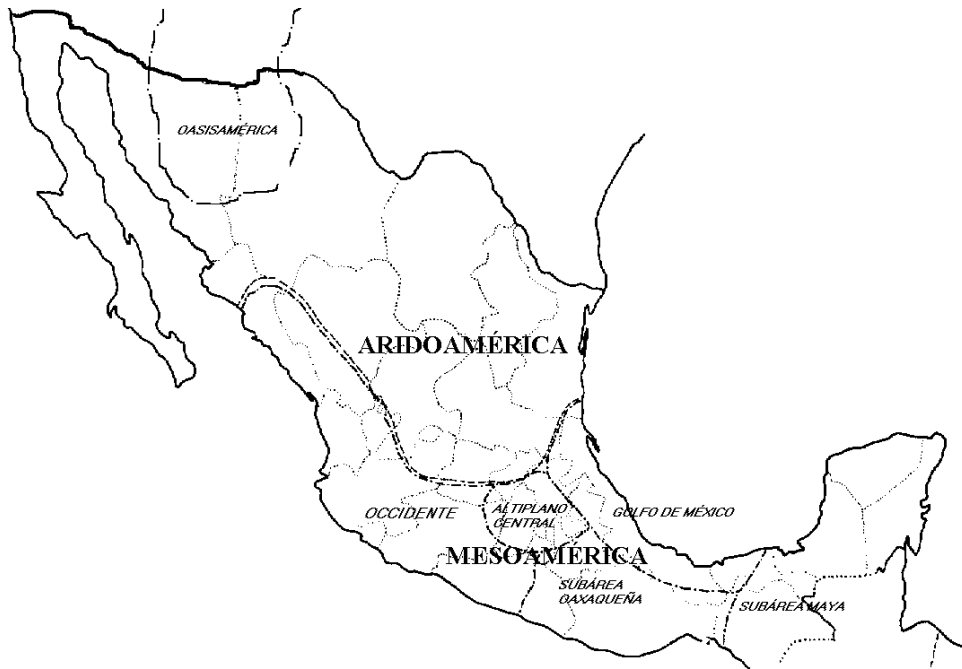 OASISAMÉRICA
ARIDOAMÉRICA
OCCIDENTE
ALTIPLANO
CENTRAL
GOLFO DE MÉXICO
MESOAMÉRICA
SUBÁREA
OAXAQUEÑA
SUBÁREA MAYA